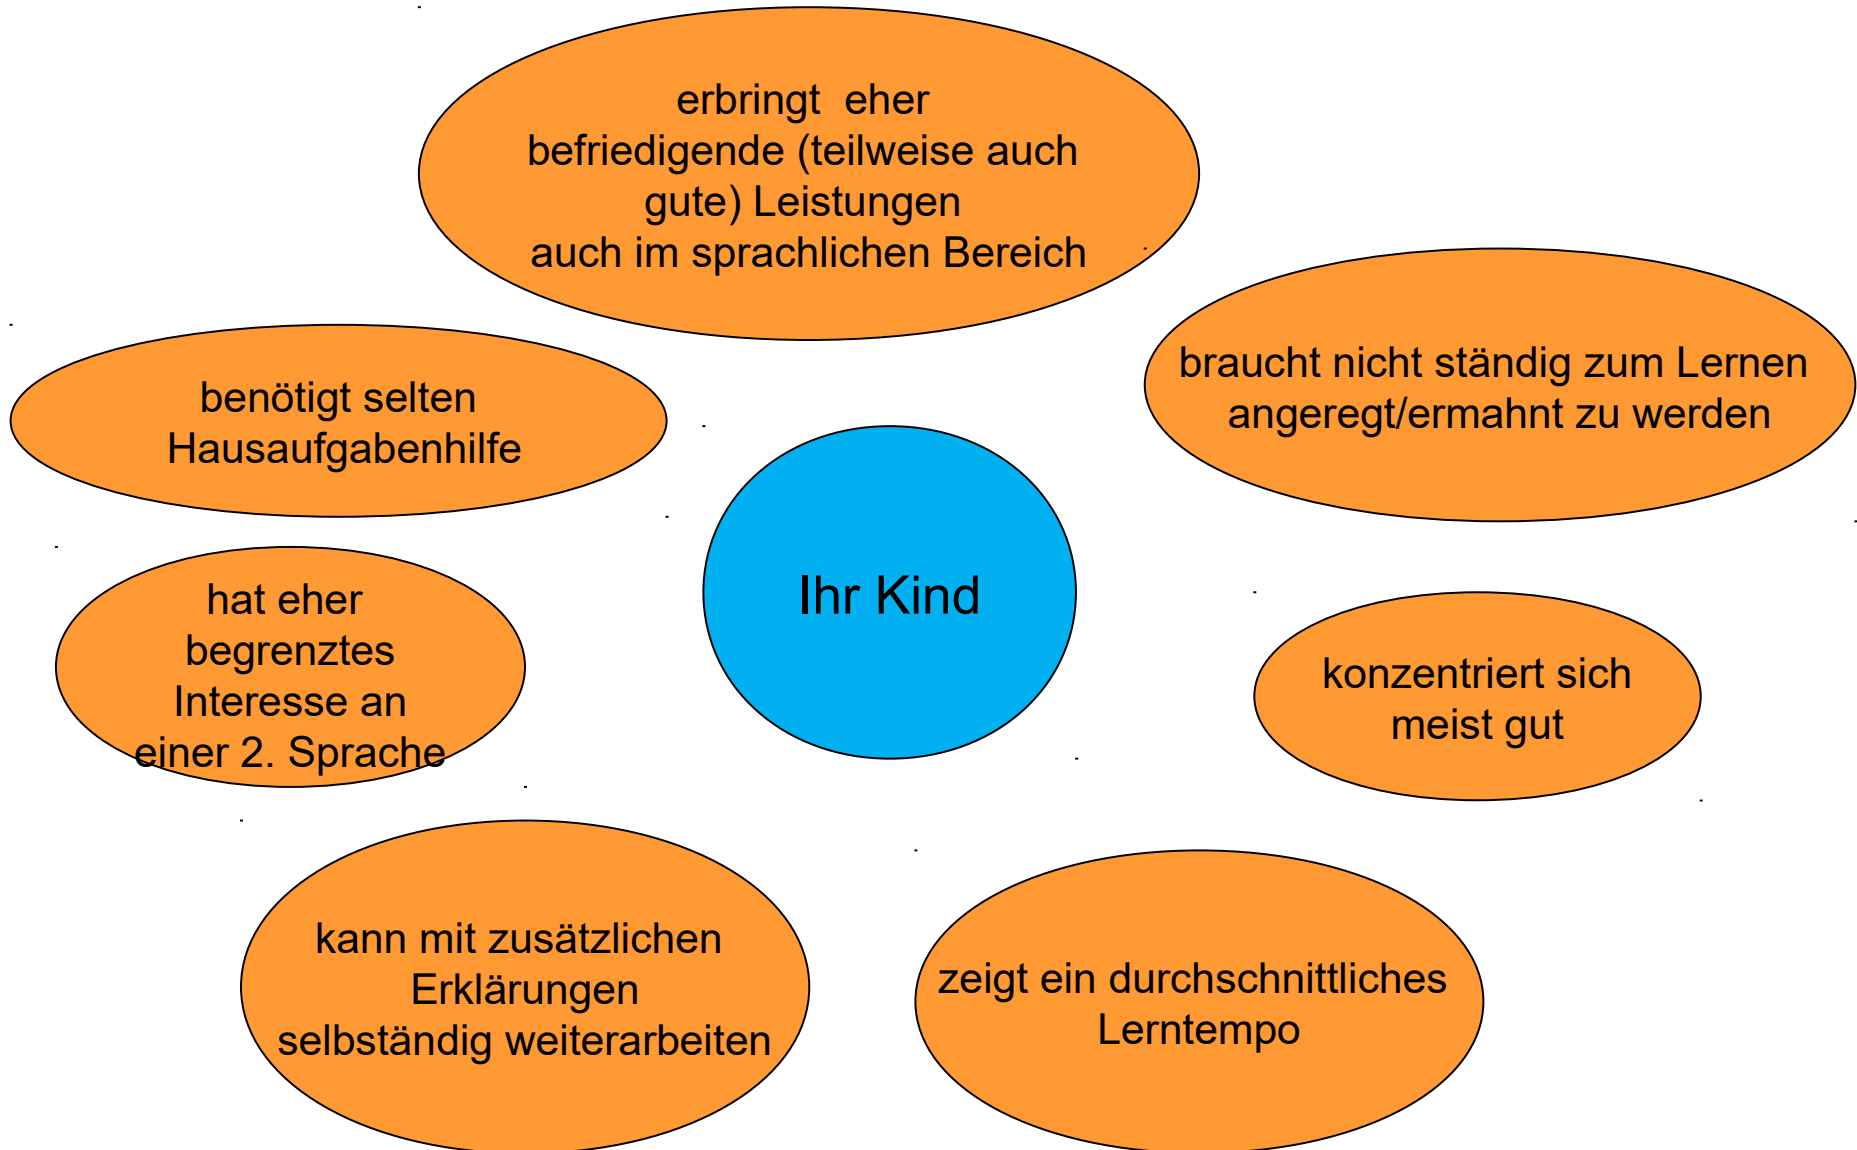 erbringt eher
befriedigende (teilweise auch
gute) Leistungen
auch im sprachlichen Bereich
benötigt selten
Hausaufgabenhilfe
braucht nicht ständig zum Lernen
angeregt/ermahnt zu werden
Ihr Kind
hat eher
begrenztes
Interesse an
einer 2. Sprache
konzentriert sich
meist gut
kann mit zusätzlichen
Erklärungen
selbständig weiterarbeiten
zeigt ein durchschnittliches
Lerntempo